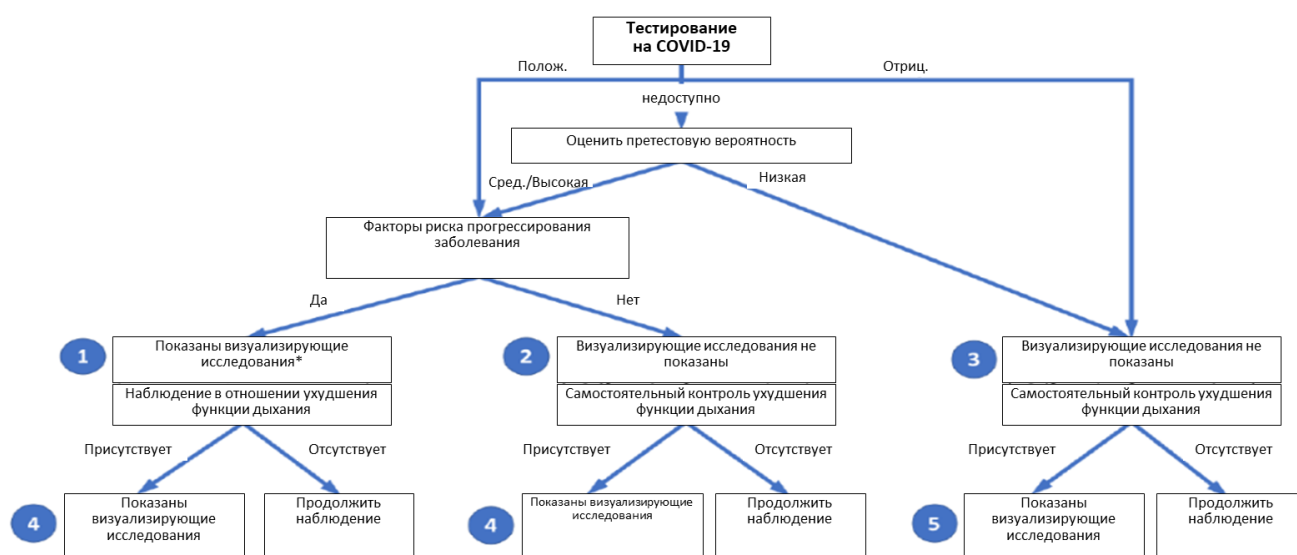 Тестирование
на COVID-19
Полож.
Отриц.
недоступно
Оценить претестовую вероятность
Сред./Высокая
Низкая
Факторы риска прогрессирования
заболевания
Да
Нет
1
Показаны визуализирующие
исследования*
2
Визуализирующие исследования не
показаны
3
Визуализирующие исследования не
показаны
Наблюдение в отношении ухудшения
функции дыхания
Самостоятельный контроль ухудшения
функции дыхания
Самостоятельный контроль ухудшения
функции дыхания
Присутствует
Отсутствует
Присутствует
Отсутствует
Присутствует
Отсутствует
4
Показаны
визуализирующие
исследования
Продолжить
наблюдение
4
Показаны визуализирующие
исследования
Продолжить
наблюдение
5
Показаны
визуализирующие
исследования
Продолжить
наблюдение